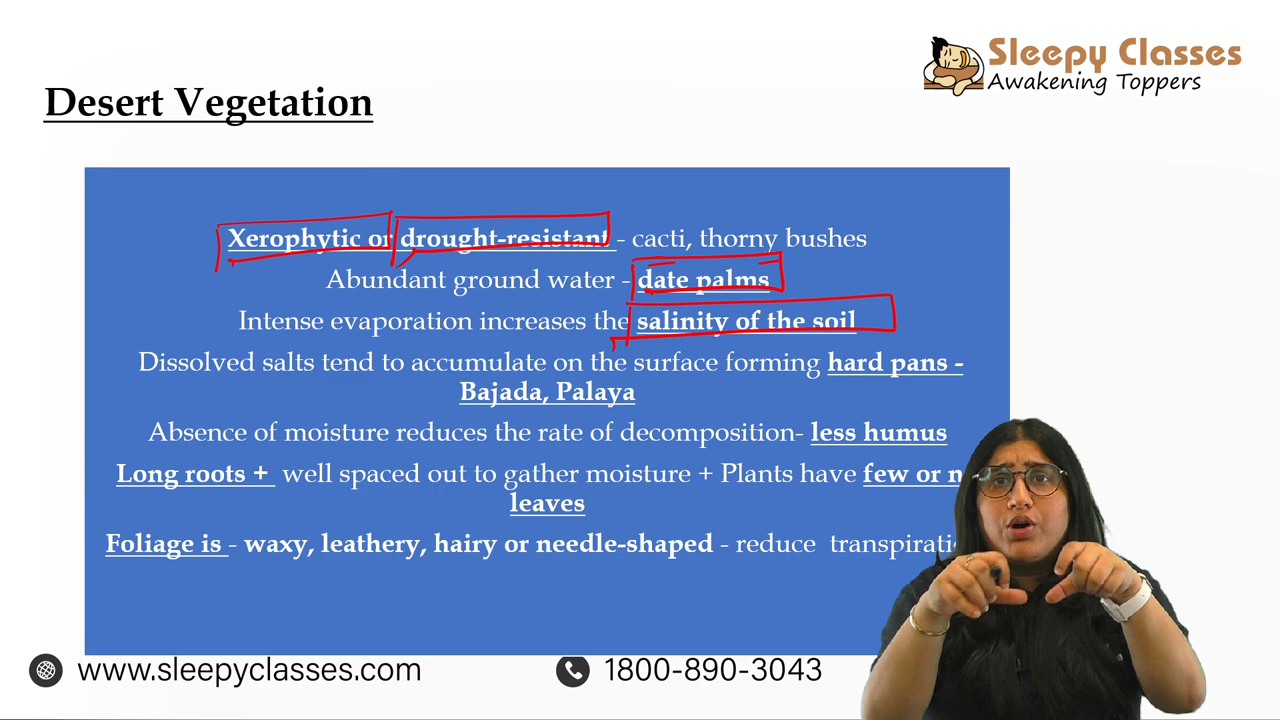 Sleepy Classes
Awakening Toppers
Desert Vegetation
Xerophytic or drought-resistant - cacti, thorny bushes
Abundant ground water - date palms
Intense evaporation increases the salinity of the soil
Dissolved salts tend to accumulate on the surface forming hard pans -
Bajada, Palaya
Absence of moisture reduces the rate of decomposition- less humus
Long roots + well spaced out to gather moisture + Plants have few or
leaves
Foliage is - waxy, leathery, hairy or needle-shaped - reduce
www.sleepyclasses.com
1800-890-3043